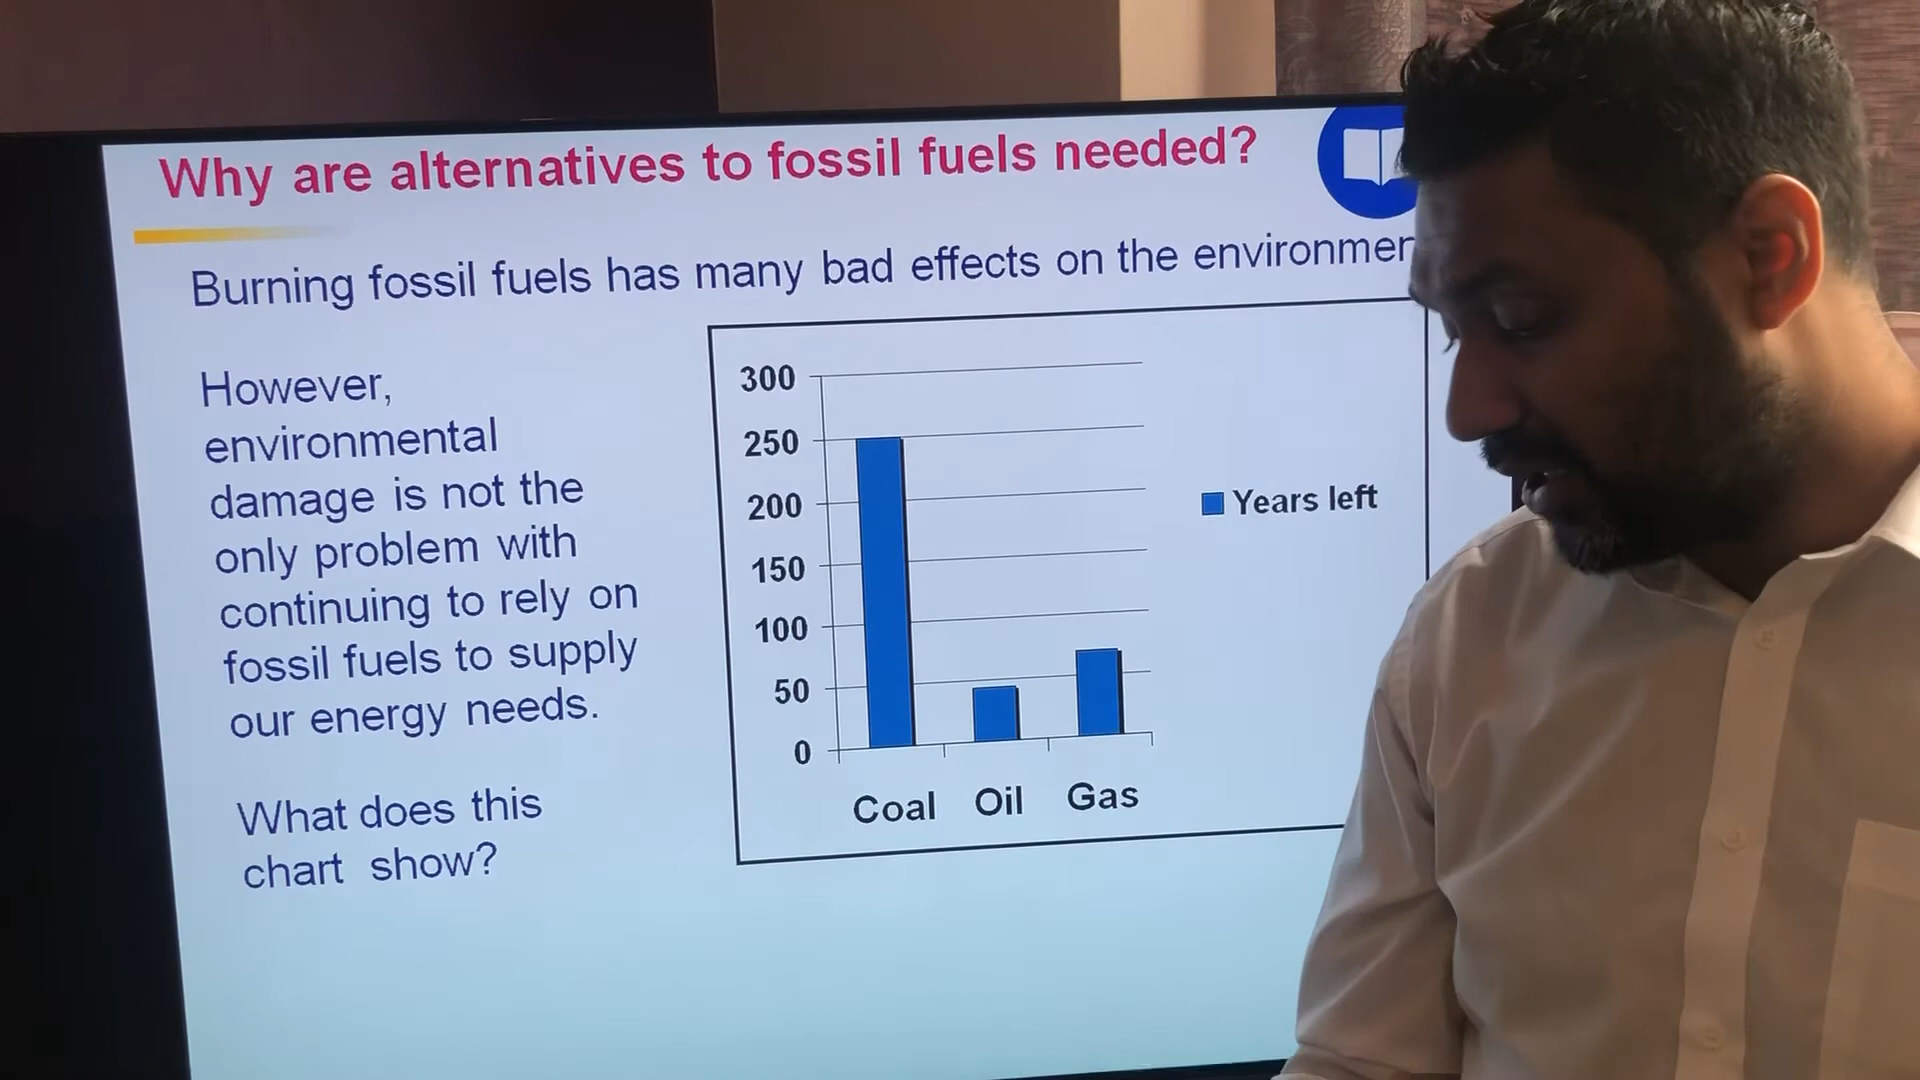 Why are alternatives to fossil fuels needed?
Burning fossil fuels has many bad effects on the
However,
environmental
damage is not the
only problem with
continuing to rely on
fossil fuels to supply
our energy needs.
What does this
chart show?
300
250
200
150
100
50
0
Coal Oil Gas
Years left